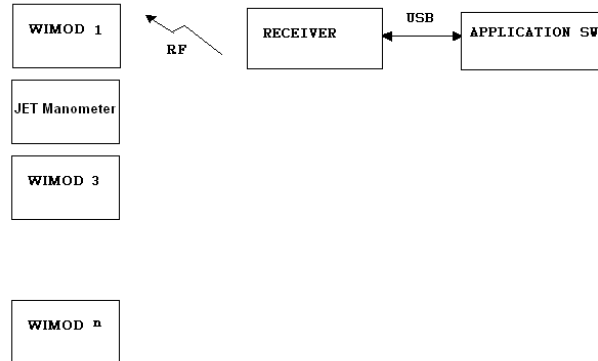 WIMOD 1
RF
RECEIVER
USB
APPLICATION SW
JET Manometer
WIMOD 3
WIMOD n